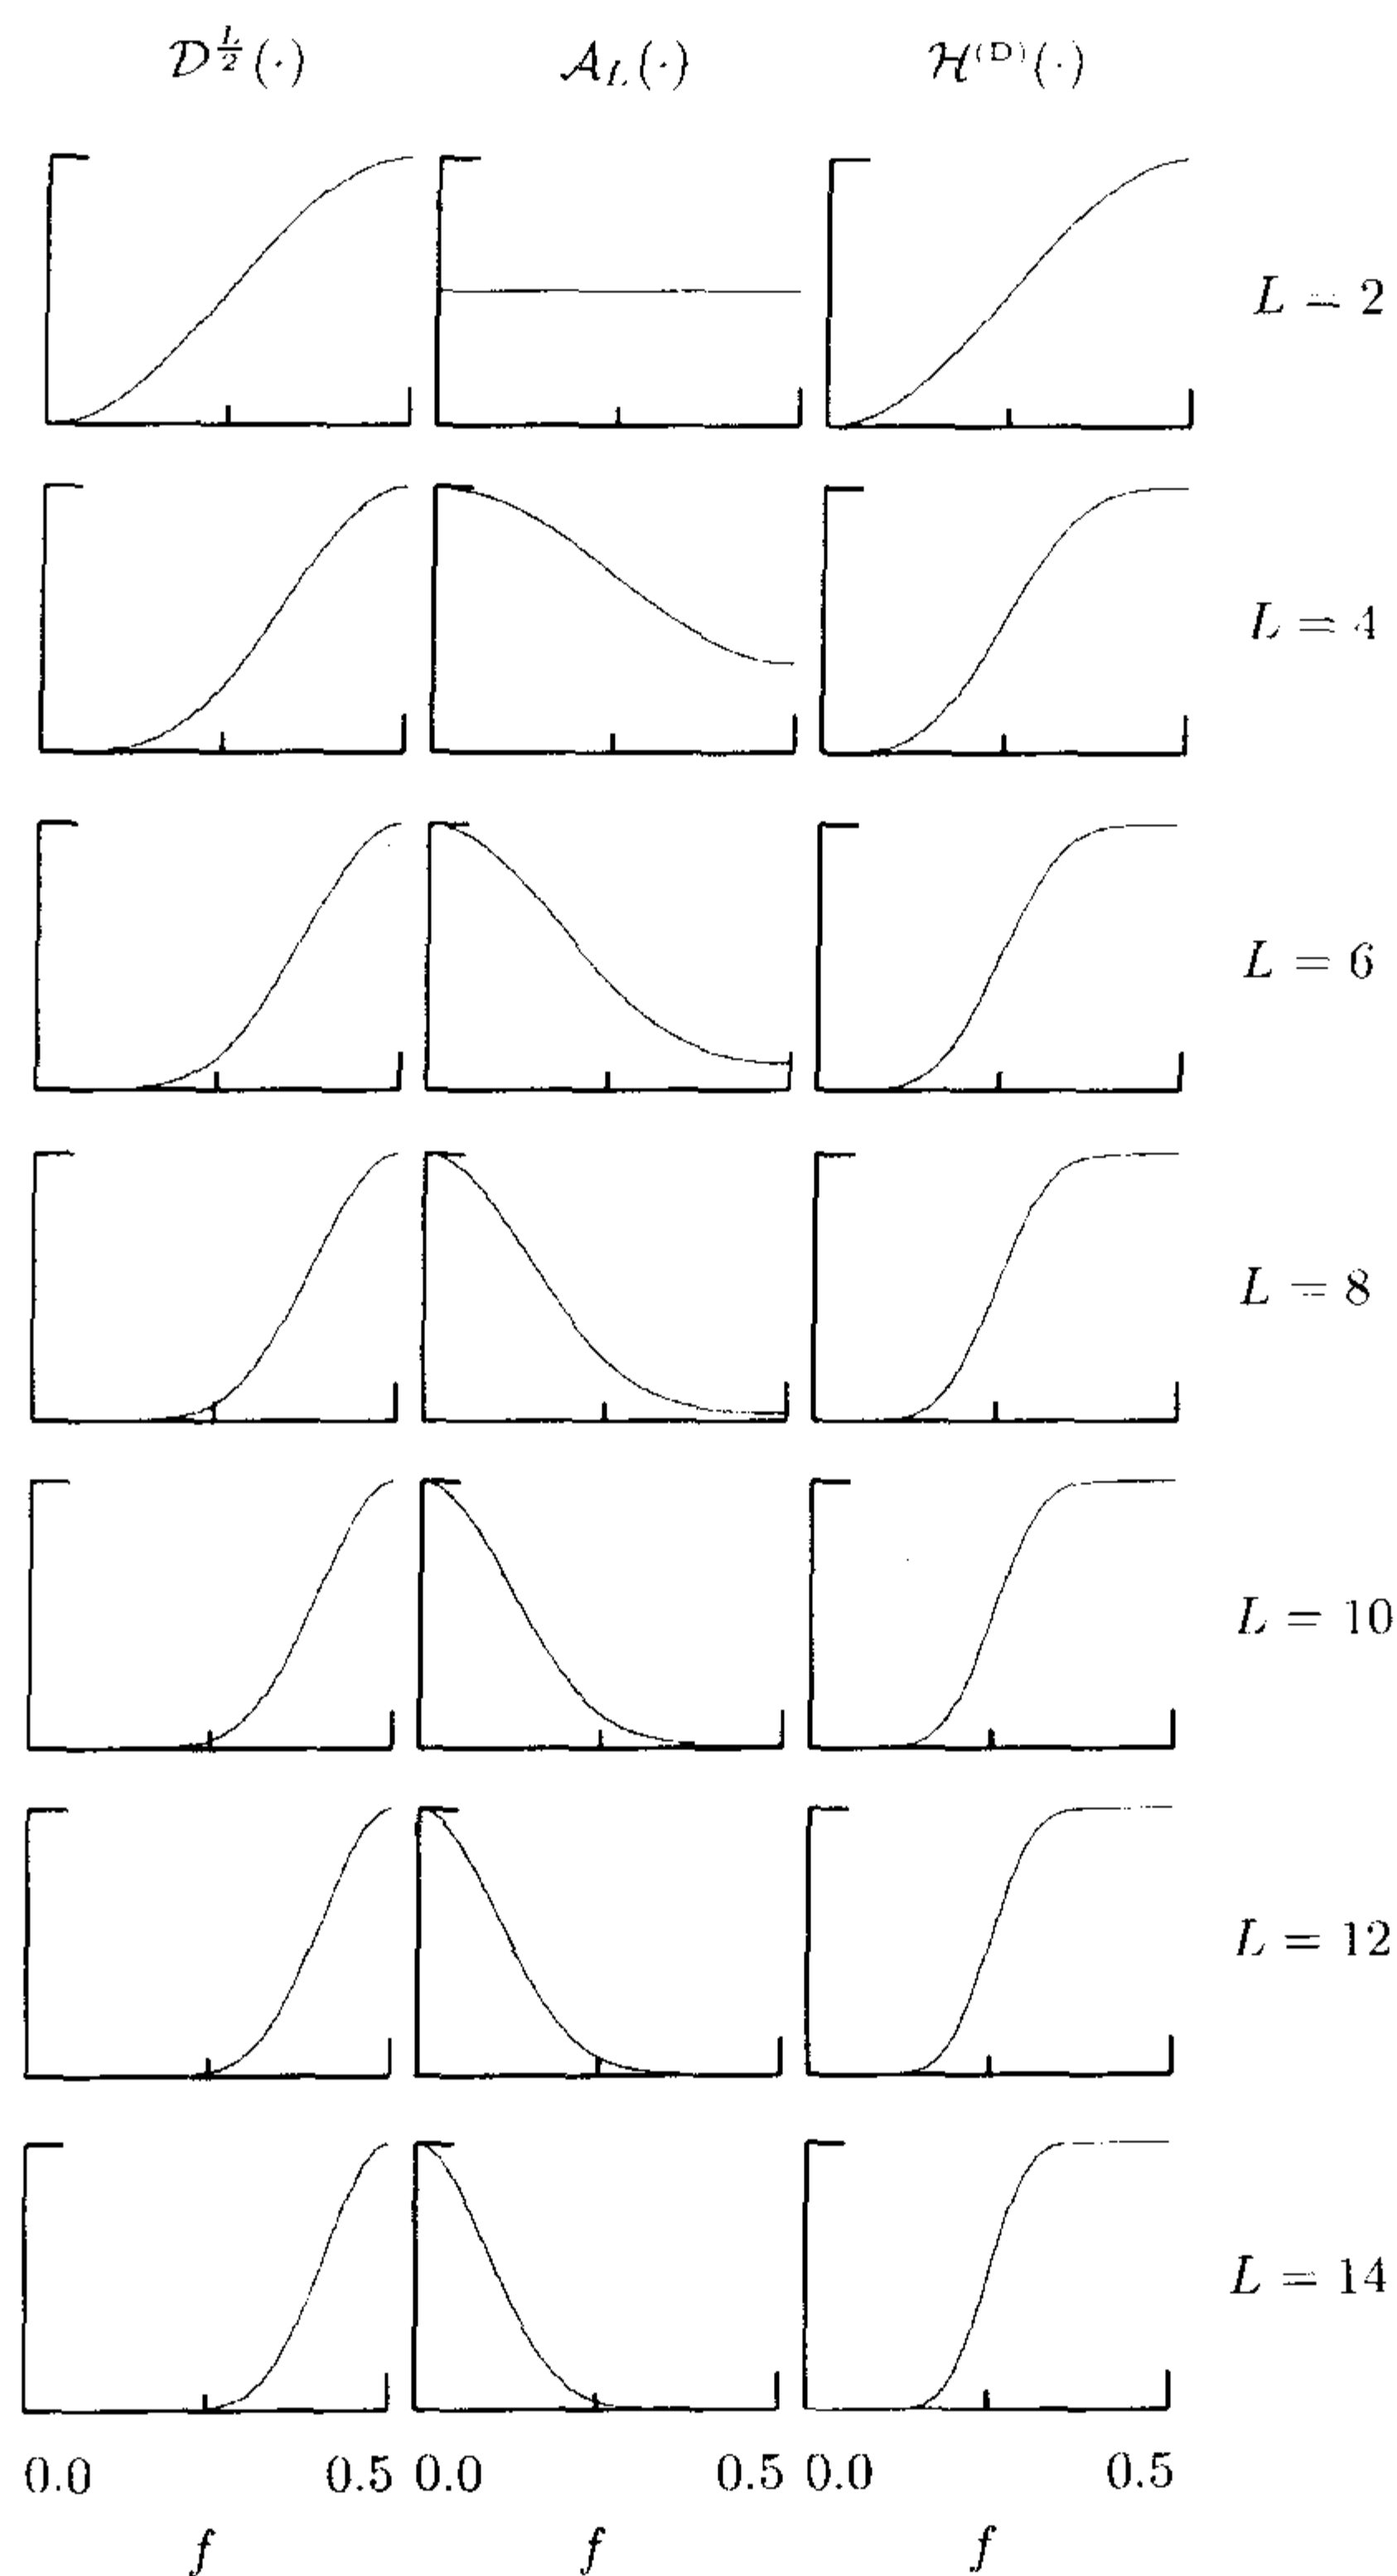 𝒟^{L/2}(·) 𝒜_L(·) ℋ^{(D)}(·)
L = 2
L = 4
L = 6
L = 8
L = 10
L = 12
L = 14
0.0 0.5 0.0 0.5 0.0 0.5
f f f